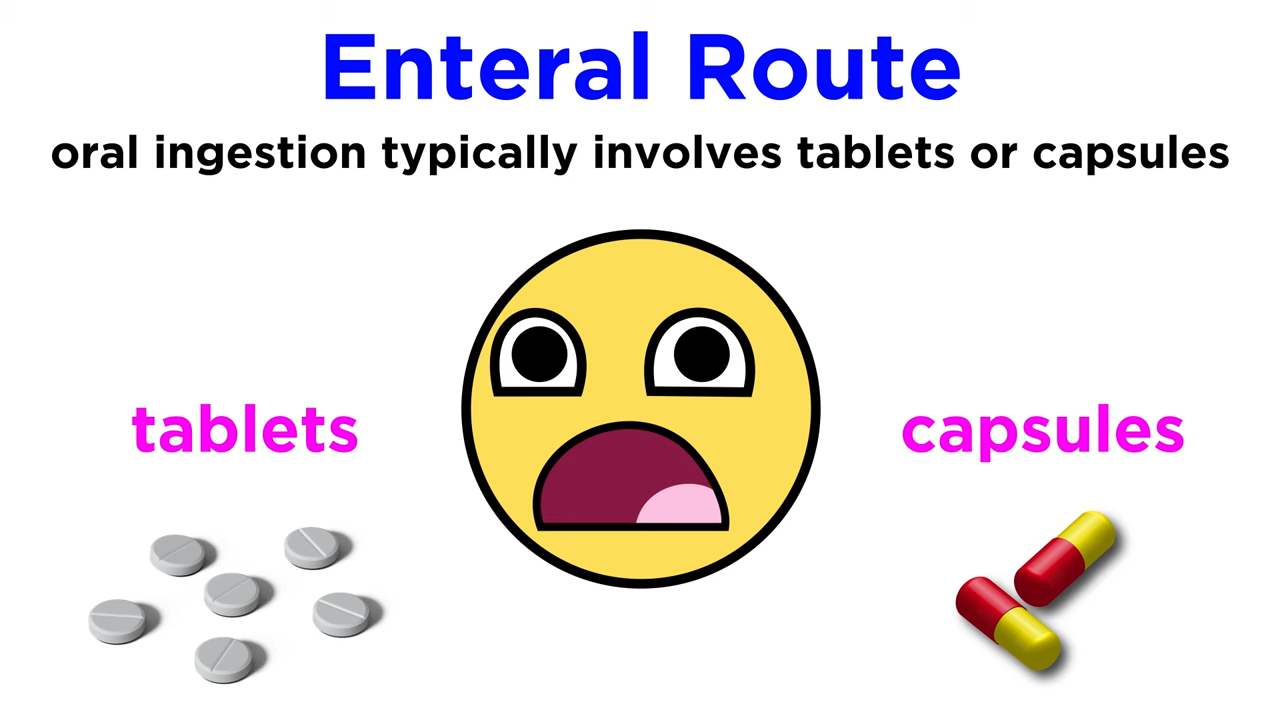 Enteral Route
oral ingestion typically involves tablets or capsules
tablets
capsules